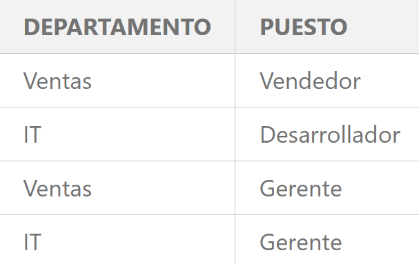 DEPARTAMENTO PUESTO
Ventas Vendedor
IT Desarrollador
Ventas Gerente
IT Gerente